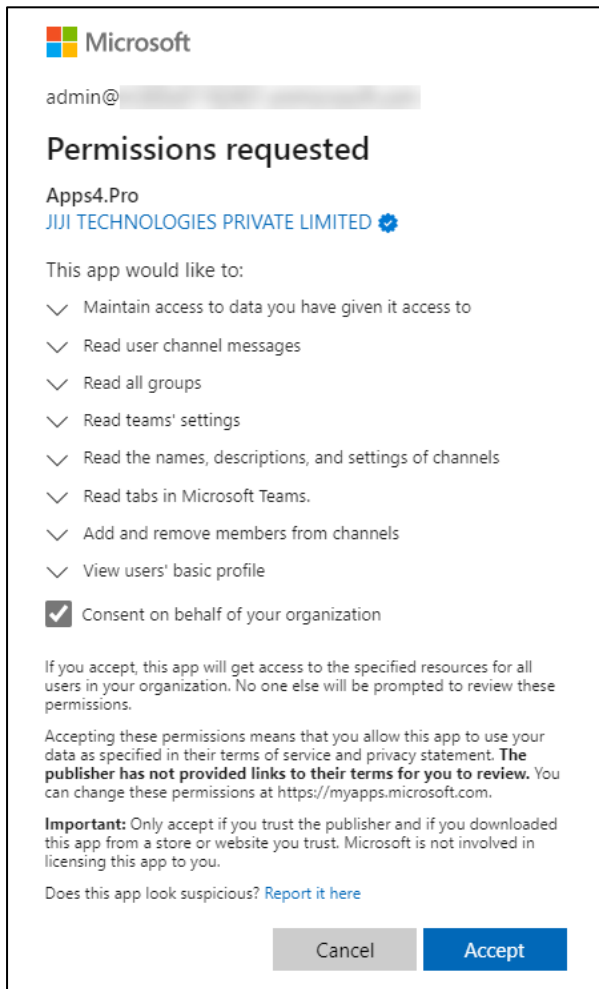 Microsoft
admin@
Permissions requested
Apps4.Pro
JIJI TECHNOLOGIES PRIVATE LIMITED
This app would like to:
Maintain access to data you have given it access to
Read user channel messages
Read all groups
Read teams' settings
Read the names, descriptions, and settings of channels
Read tabs in Microsoft Teams.
Add and remove members from channels
View users' basic profile
Consent on behalf of your organization
If you accept, this app will get access to the specified resources for all
users in your organization. No one else will be prompted to review these
permissions.
Accepting these permissions means that you allow this app to use your
data as specified in their terms of service and privacy statement. The
publisher has not provided links to their terms for you to review. You
can change these permissions at https://myapps.microsoft.com.
Important: Only accept if you trust the publisher and if you downloaded
this app from a store or website you trust. Microsoft is not involved in
licensing this app to you.
Does this app look suspicious? Report it here
Cancel Accept